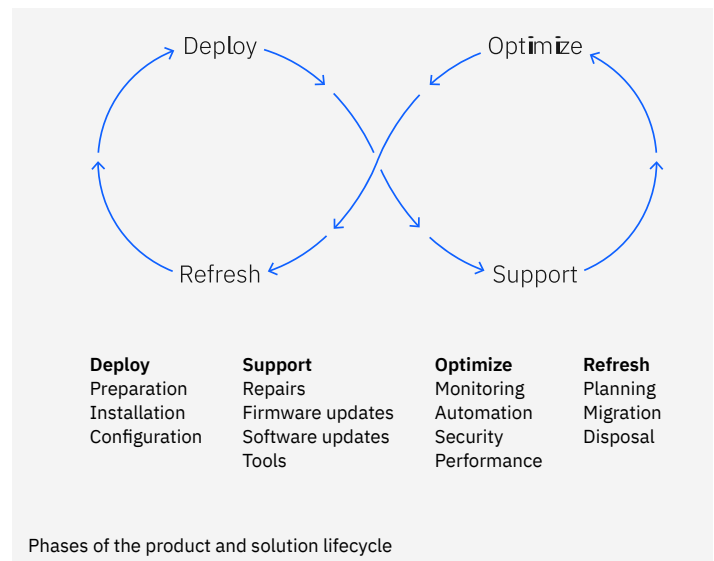 Deploy
Optimize
Refresh
Support
Deploy Support Optimize Refresh
Preparation Repairs Monitoring Planning
Installation Firmware updates Automation Migration
Configuration Software updates Security Disposal
Tools Performance
Phases of the product and solution lifecycle